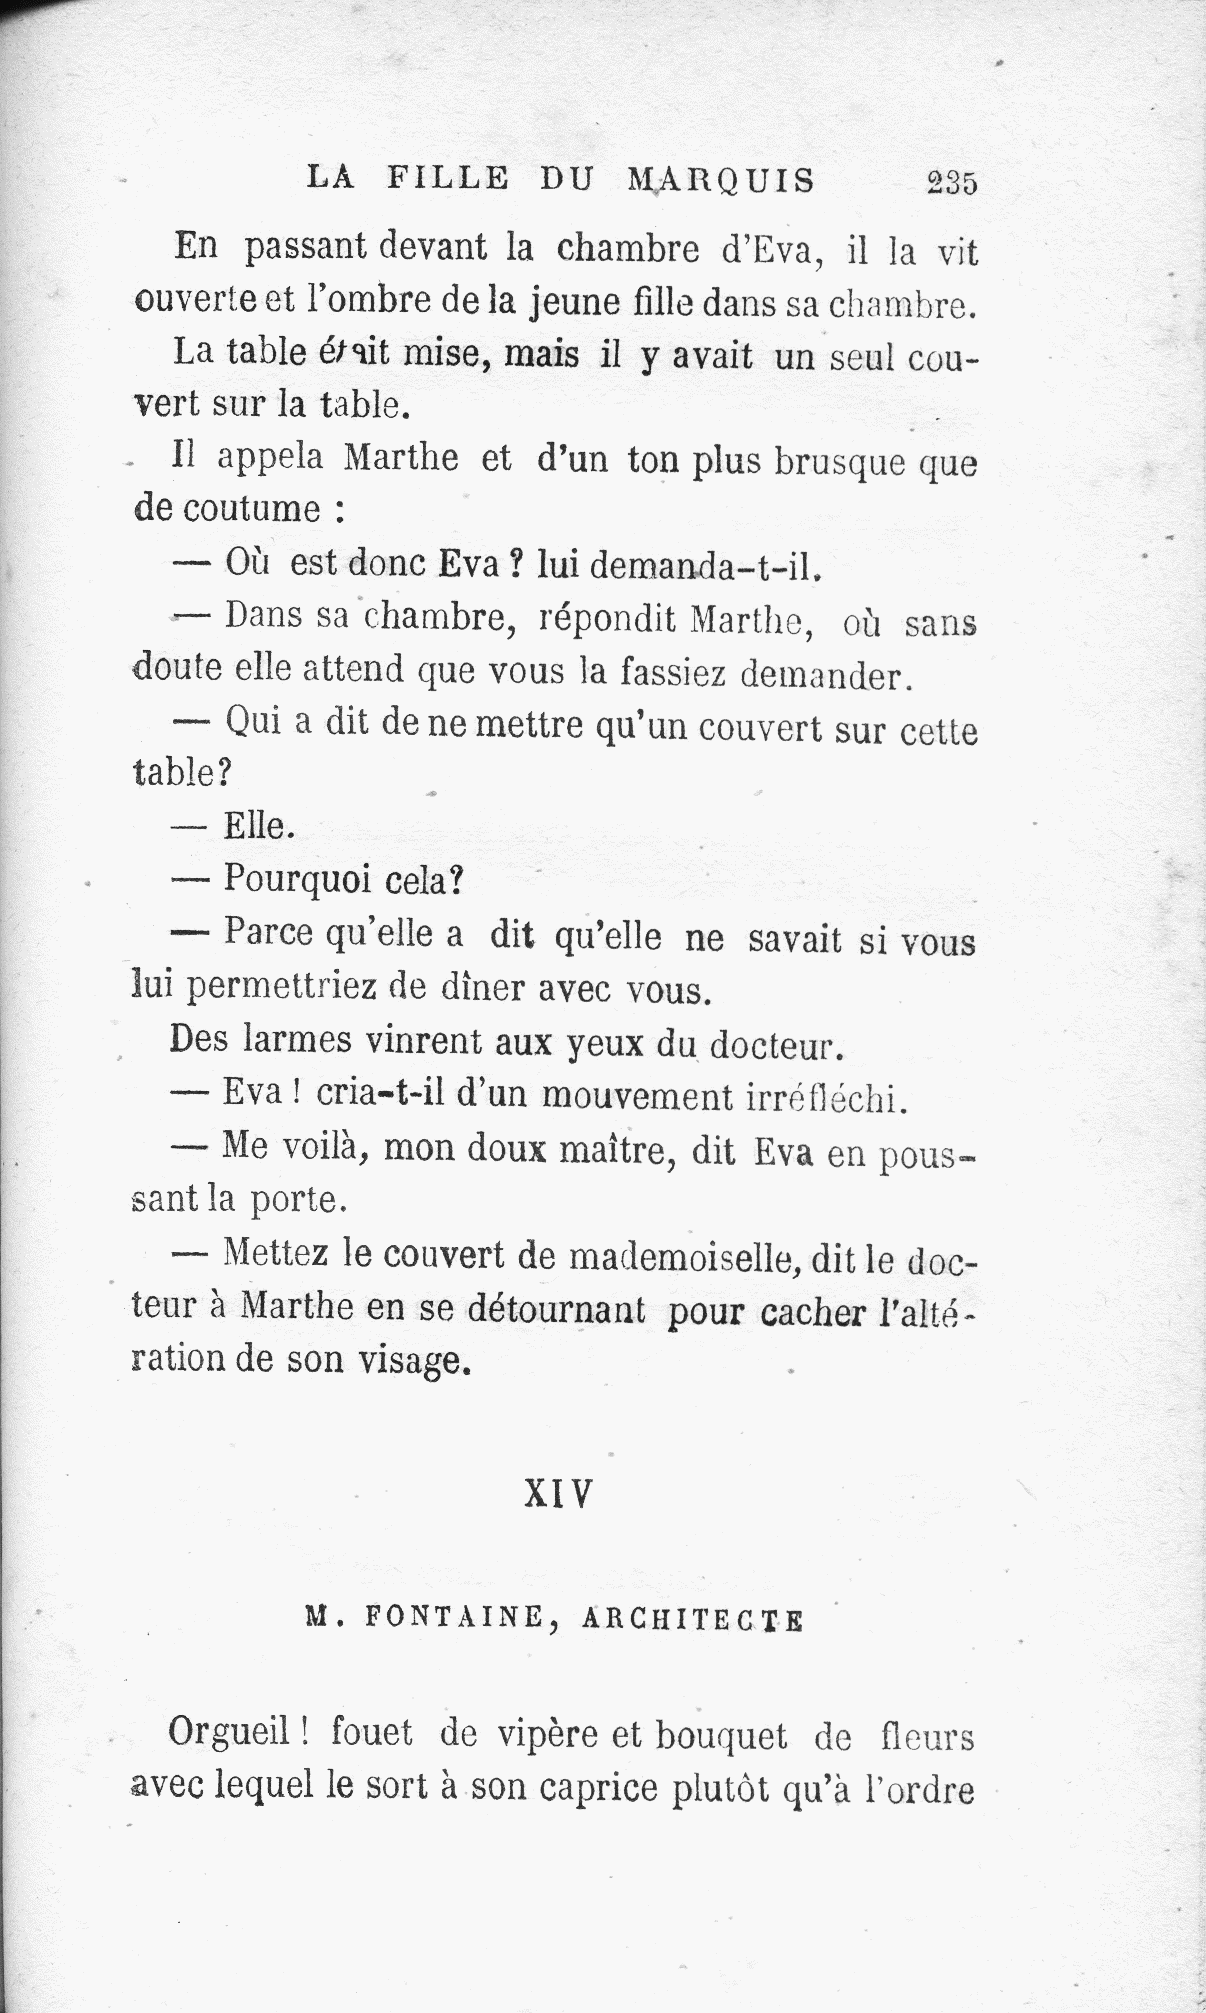 LA FILLE DU MARQUIS 235
En passant devant la chambre d'Eva, il la vit
ouverte et l'ombre de la jeune fille dans sa chambre.
La table était mise, mais il y avait un seul cou-
vert sur la table.
Il appela Marthe et d'un ton plus brusque que
de coutume :
— Où est donc Eva ? lui demanda-t-il.
— Dans sa chambre, répondit Marthe, où sans
doute elle attend que vous la fassiez demander.
— Qui a dit de ne mettre qu'un couvert sur cette
table?
— Elle.
— Pourquoi cela?
— Parce qu'elle a dit qu'elle ne savait si vous
lui permettriez de dîner avec vous.
Des larmes vinrent aux yeux du docteur.
— Eva ! cria-t-il d'un mouvement irréfléchi.
— Me voilà, mon doux maître, dit Eva en pous-
sant la porte.
— Mettez le couvert de mademoiselle, dit le doc-
teur à Marthe en se détournant pour cacher l'alté-
ration de son visage.
XIV
M. FONTAINE, ARCHITECTE
Orgueil ! fouet de vipère et bouquet de fleurs
avec lequel le sort à son caprice plutôt qu'à l'ordre